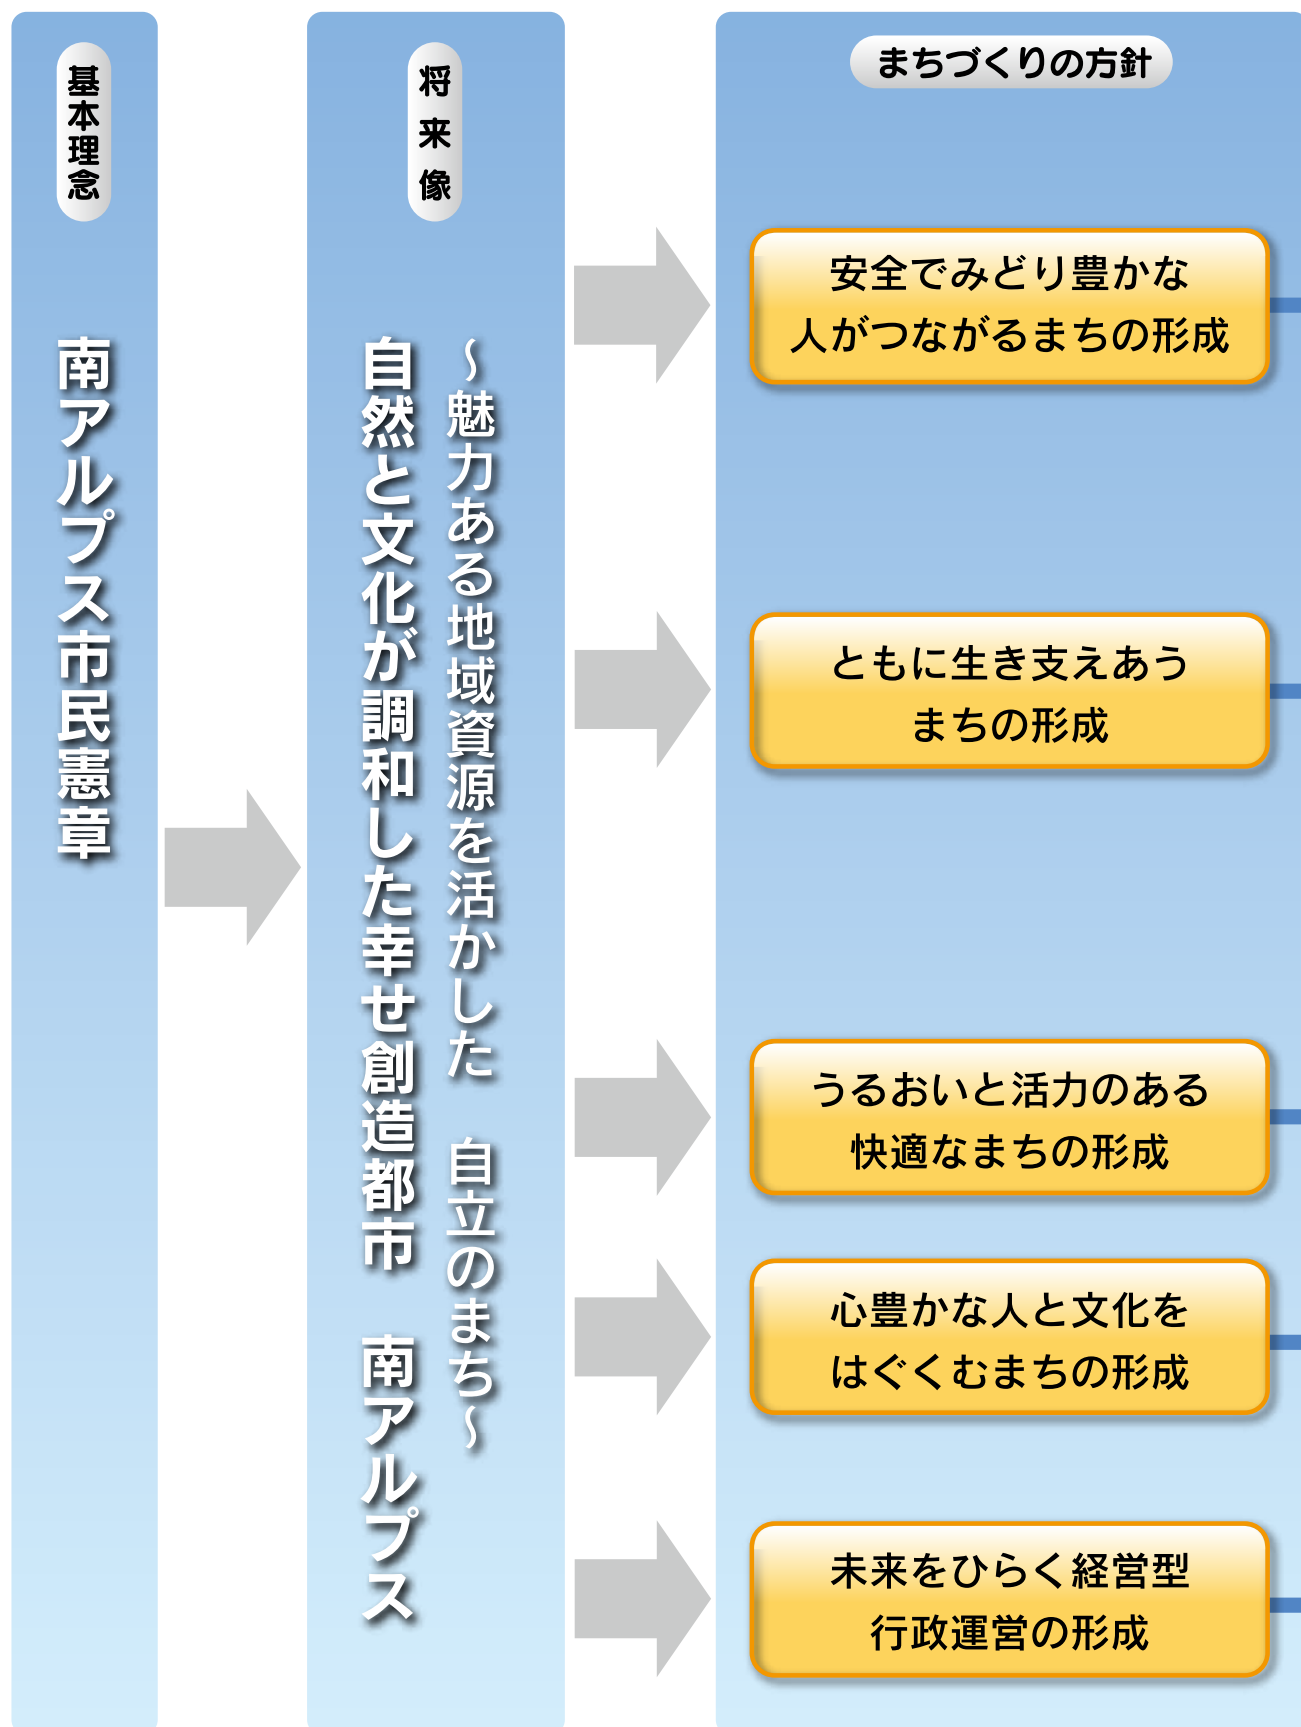 基本理念
南アルプス市民憲章
将来像
～魅力ある地域資源を活かした　自立のまち～
自然と文化が調和した幸せ創造都市　南アルプス
まちづくりの方針
安全でみどり豊かな
人がつながるまちの形成
ともに生き支えあう
まちの形成
うるおいと活力のある
快適なまちの形成
心豊かな人と文化を
はぐくむまちの形成
未来をひらく経営型
行政運営の形成